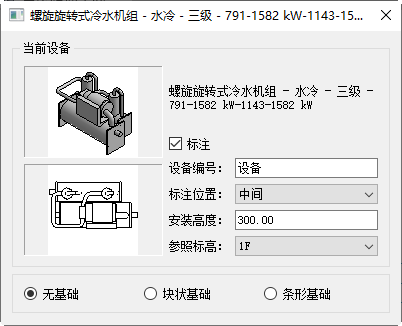 螺旋旋转式冷水机组 - 水冷 - 三级 - 791-1582 kW-1143-15...
当前设备
螺旋旋转式冷水机组 - 水冷 - 三级 -
791-1582 kW-1143-1582 kW
标注
设备编号： 设备
标注位置： 中间
安装高度： 300.00
参照标高： 1F
无基础 块状基础 条形基础